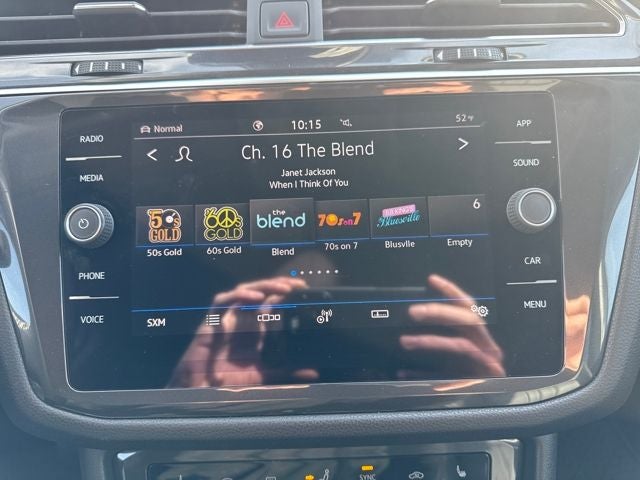 Normal
10:15
52 °F
RADIO
MEDIA
PHONE
VOICE
APP
SOUND
CAR
MENU
Ch. 16 The Blend
Janet Jackson
When I Think Of You
'50s GOLD
'60s GOLD
the blend
70s on 7
B.B. KING'S Bluesville
6
50s Gold
60s Gold
Blend
70s on 7
Blusvlle
Empty
SXM
SYNC